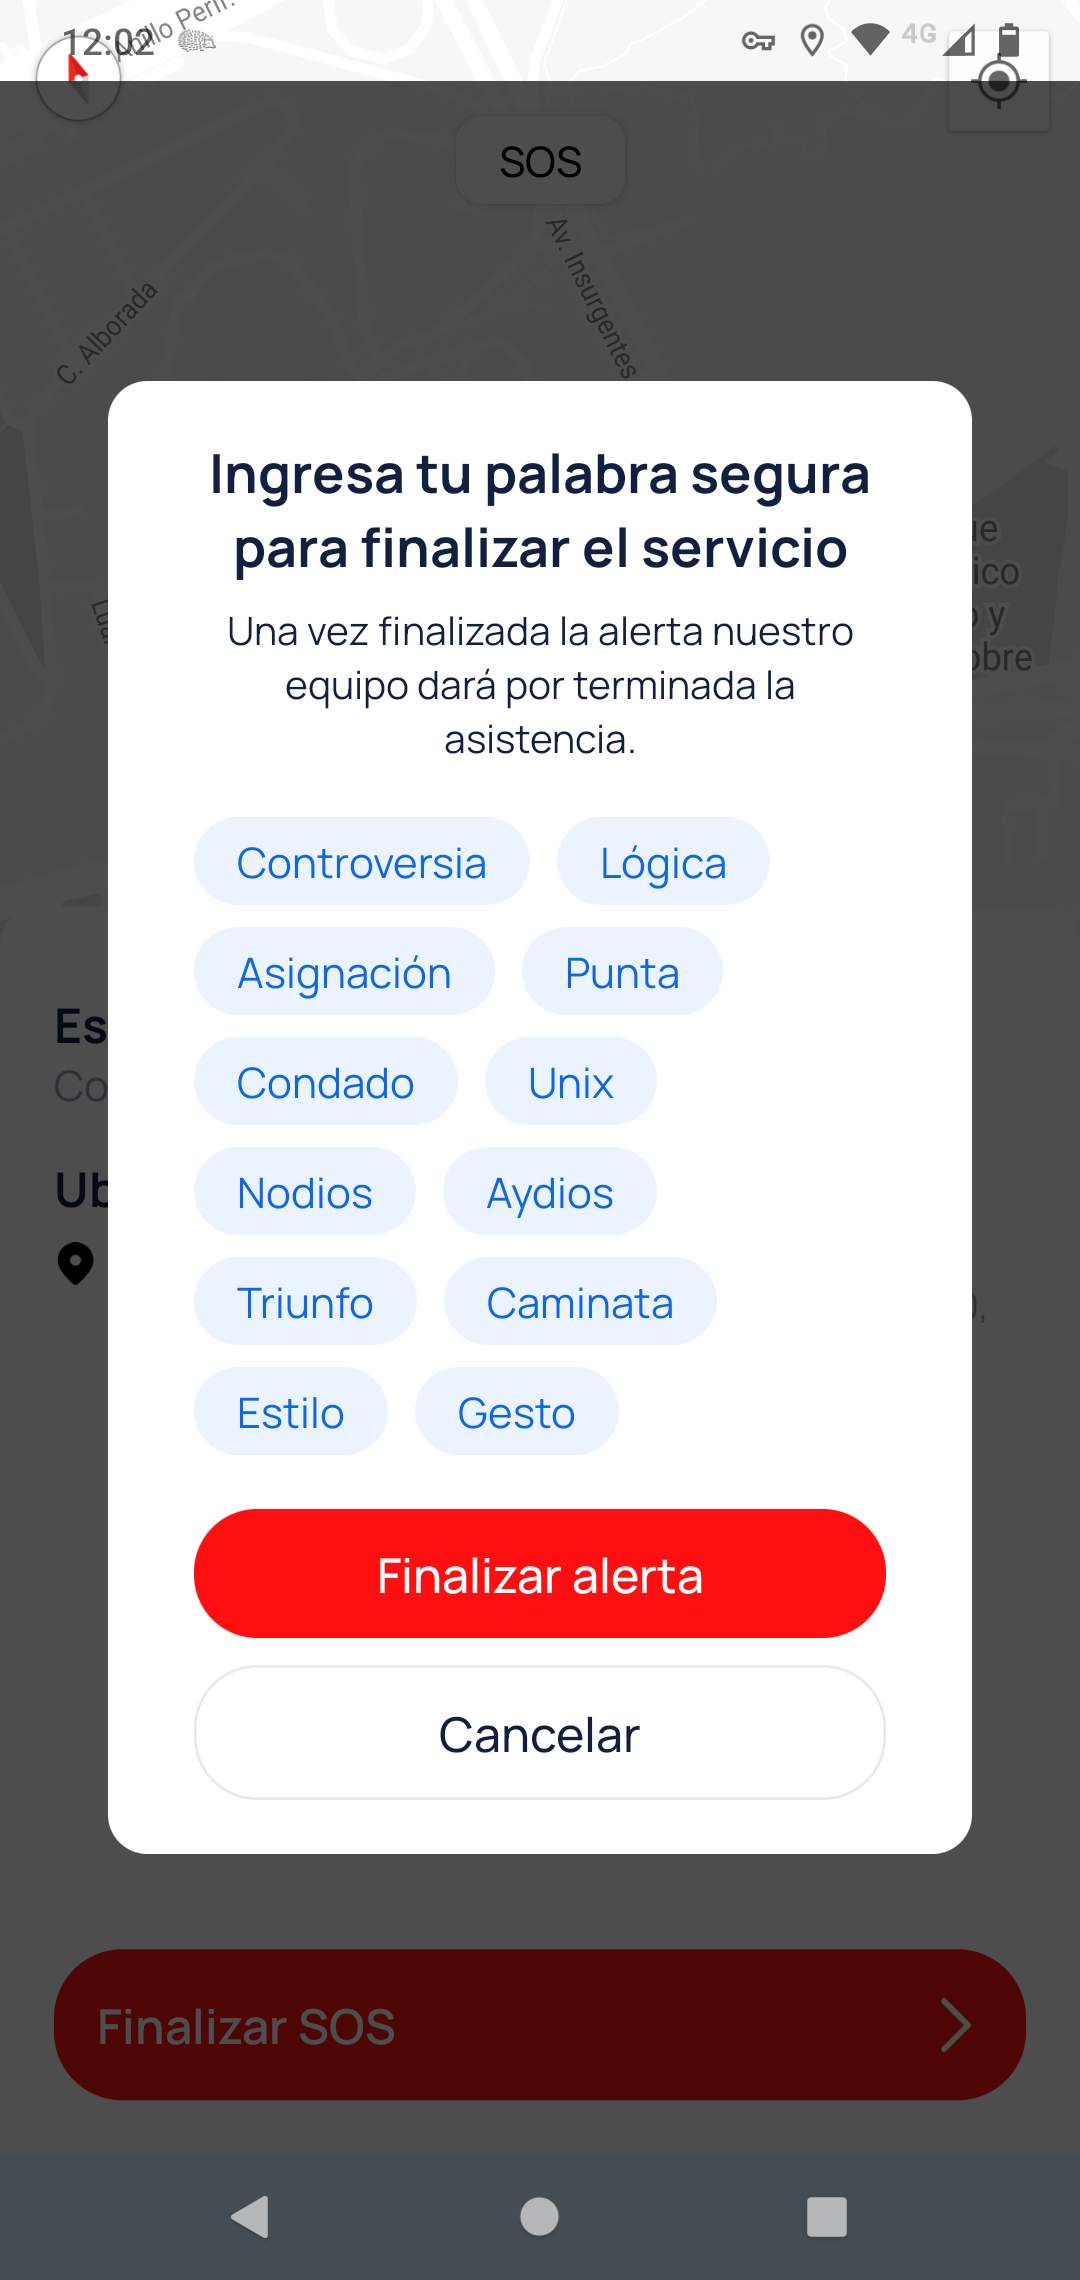 12:02
4G
SOS
Av. Insurgentes
C. Alborada
Ingresa tu palabra segura
para finalizar el servicio
Una vez finalizada la alerta nuestro
equipo dará por terminada la
asistencia.
Controversia
Lógica
Asignación
Punta
Condado
Unix
Nodios
Aydios
Triunfo
Caminata
Estilo
Gesto
Finalizar alerta
Cancelar
Finalizar SOS